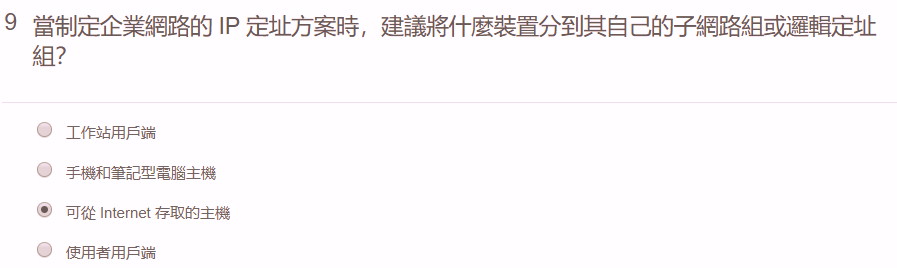 9 當制定企業網路的 IP 定址方案時，建議將什麼裝置分到其自己的子網路組或邏輯定址
組？
工作站用戶端
手機和筆記型電腦主機
可從 Internet 存取的主機
使用者用戶端